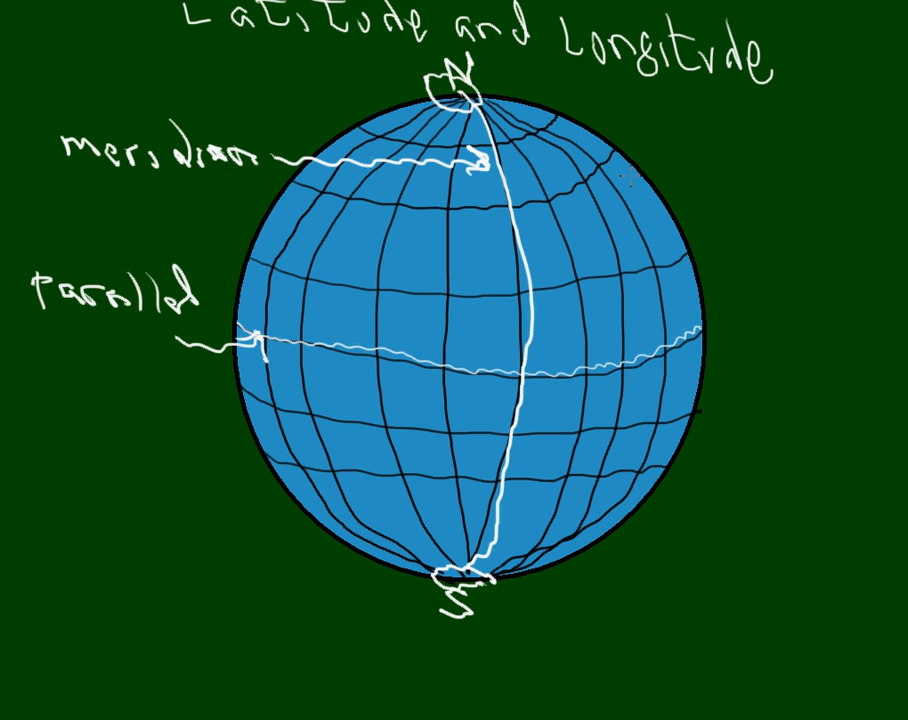 Latitude and Longitude
N
meridian
Parallel
S